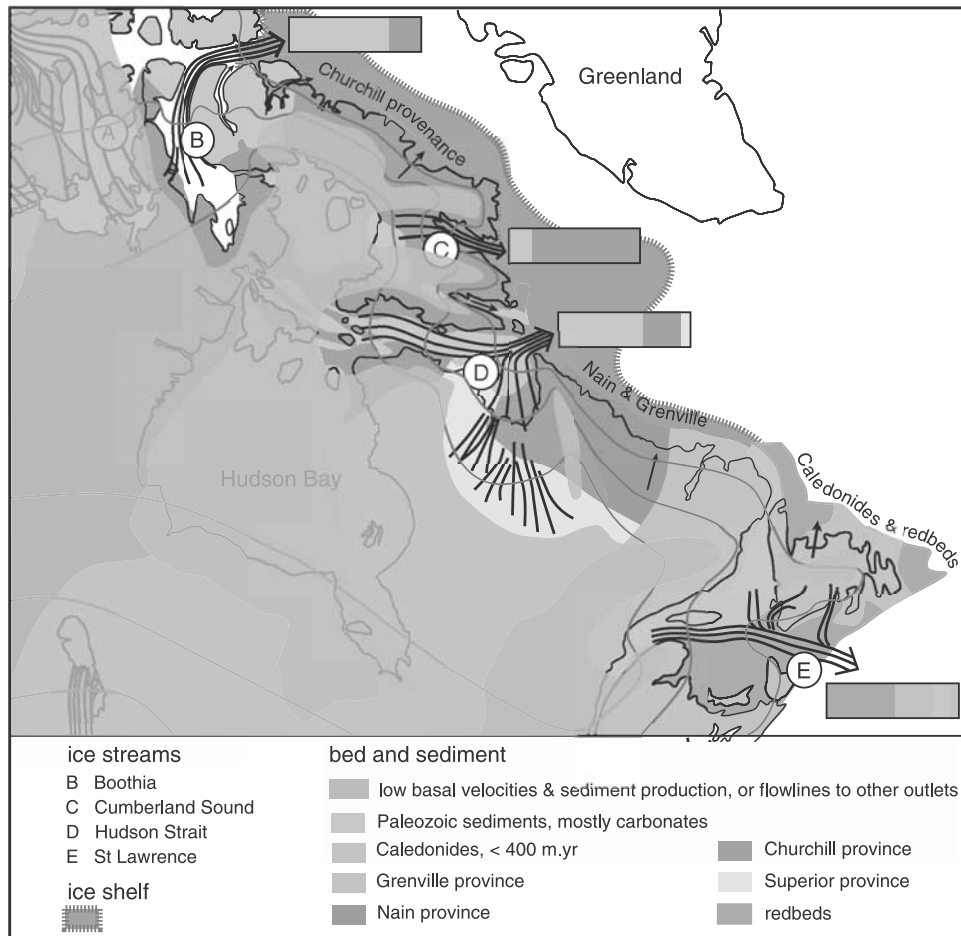 Greenland
Churchill provenance
A
B
C
D
Nain & Grenville
Hudson Bay
Caledonides & redbeds
E
ice streams
B Boothia
C Cumberland Sound
D Hudson Strait
E St Lawrence
ice shelf
bed and sediment
low basal velocities & sediment production, or flowlines to other outlets
Paleozoic sediments, mostly carbonates
Caledonides, < 400 m.yr
Grenville province
Nain province
Churchill province
Superior province
redbeds